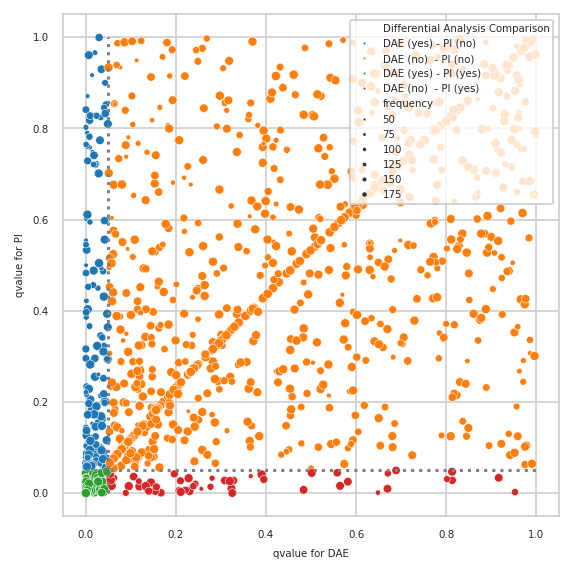 Differential Analysis Comparison
DAE (yes) - PI (no)
DAE (no) - PI (no)
DAE (yes) - PI (yes)
DAE (no)  - PI (yes)
frequency
50
75
100
125
150
175
1.0
0.8
0.6
0.4
0.2
0.0
qvalue for PI
0.0 0.2 0.4 0.6 0.8 1.0
qvalue for DAE